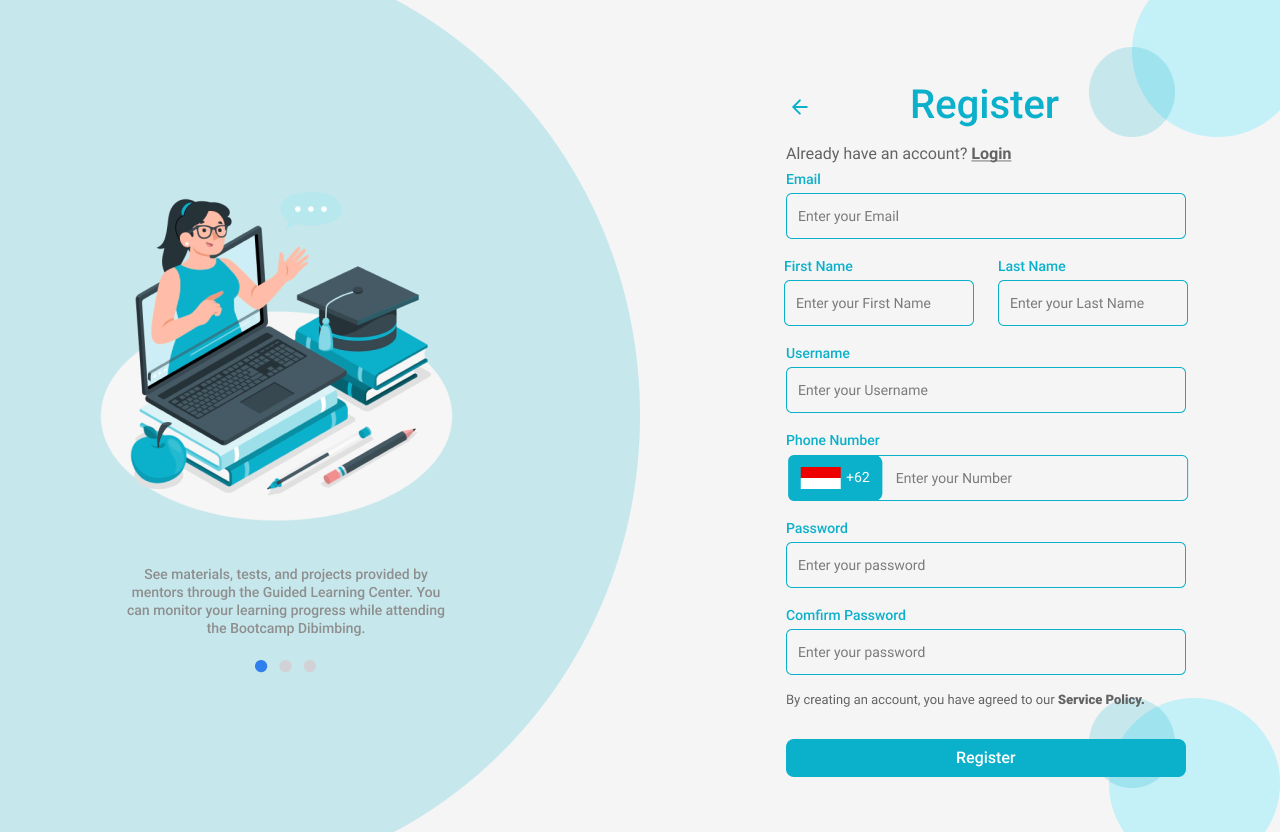 See materials, tests, and projects provided by
mentors through the Guided Learning Center. You
can monitor your learning progress while attending
the Bootcamp Dibimbing.
Register
Already have an account? Login
Email
Enter your Email
First Name
Last Name
Enter your First Name
Enter your Last Name
Username
Enter your Username
Phone Number
+62
Enter your Number
Password
Enter your password
Comfirm Password
Enter your password
By creating an account, you have agreed to our Service Policy.
Register